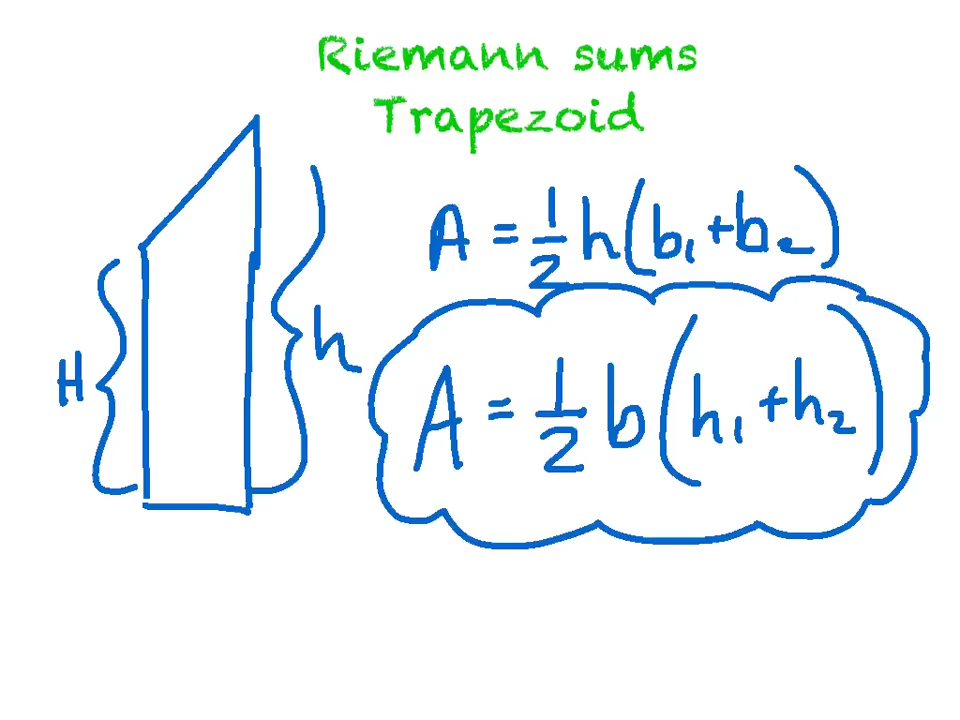 Riemann sums
Trapezoid
A = 1/2 h(b₁+b₂)
H
h
A = 1/2 b(h₁+h₂)